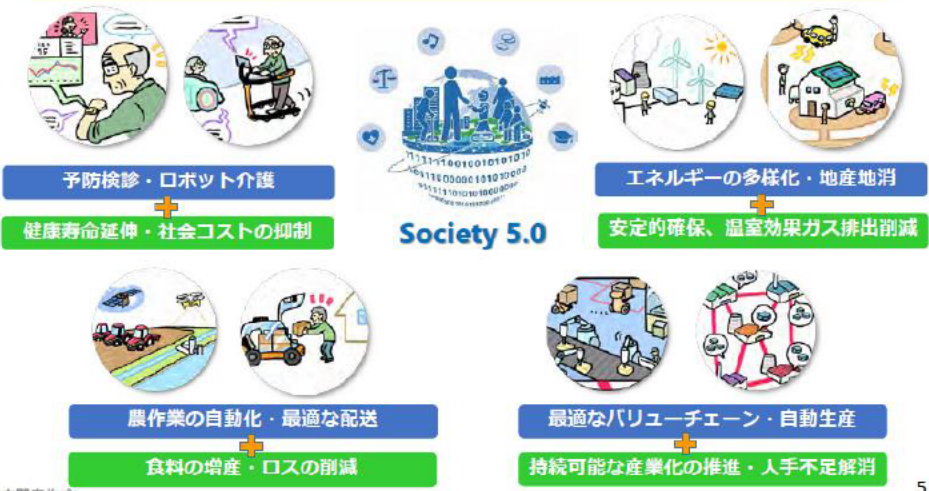 予防検診・ロボット介護
健康寿命延伸・社会コストの抑制
Society 5.0
エネルギーの多様化・地産地消
安定的確保、温室効果ガス排出削減
農作業の自動化・最適な配送
食料の増産・ロスの削減
最適なバリューチェーン・自動生産
持続可能な産業化の推進・人手不足解消
5